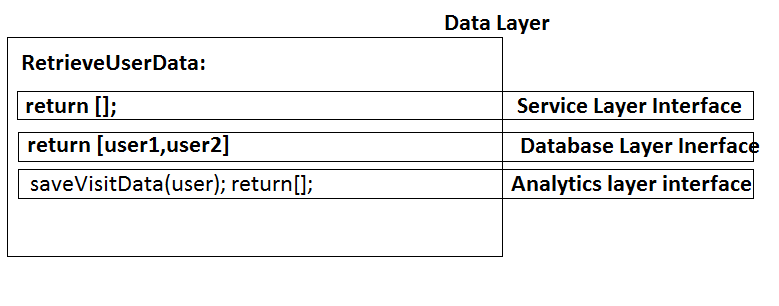 Data Layer
RetrieveUserData:
return []; Service Layer Interface
return [user1,user2] Database Layer Inerface
saveVisitData(user); return[]; Analytics layer interface